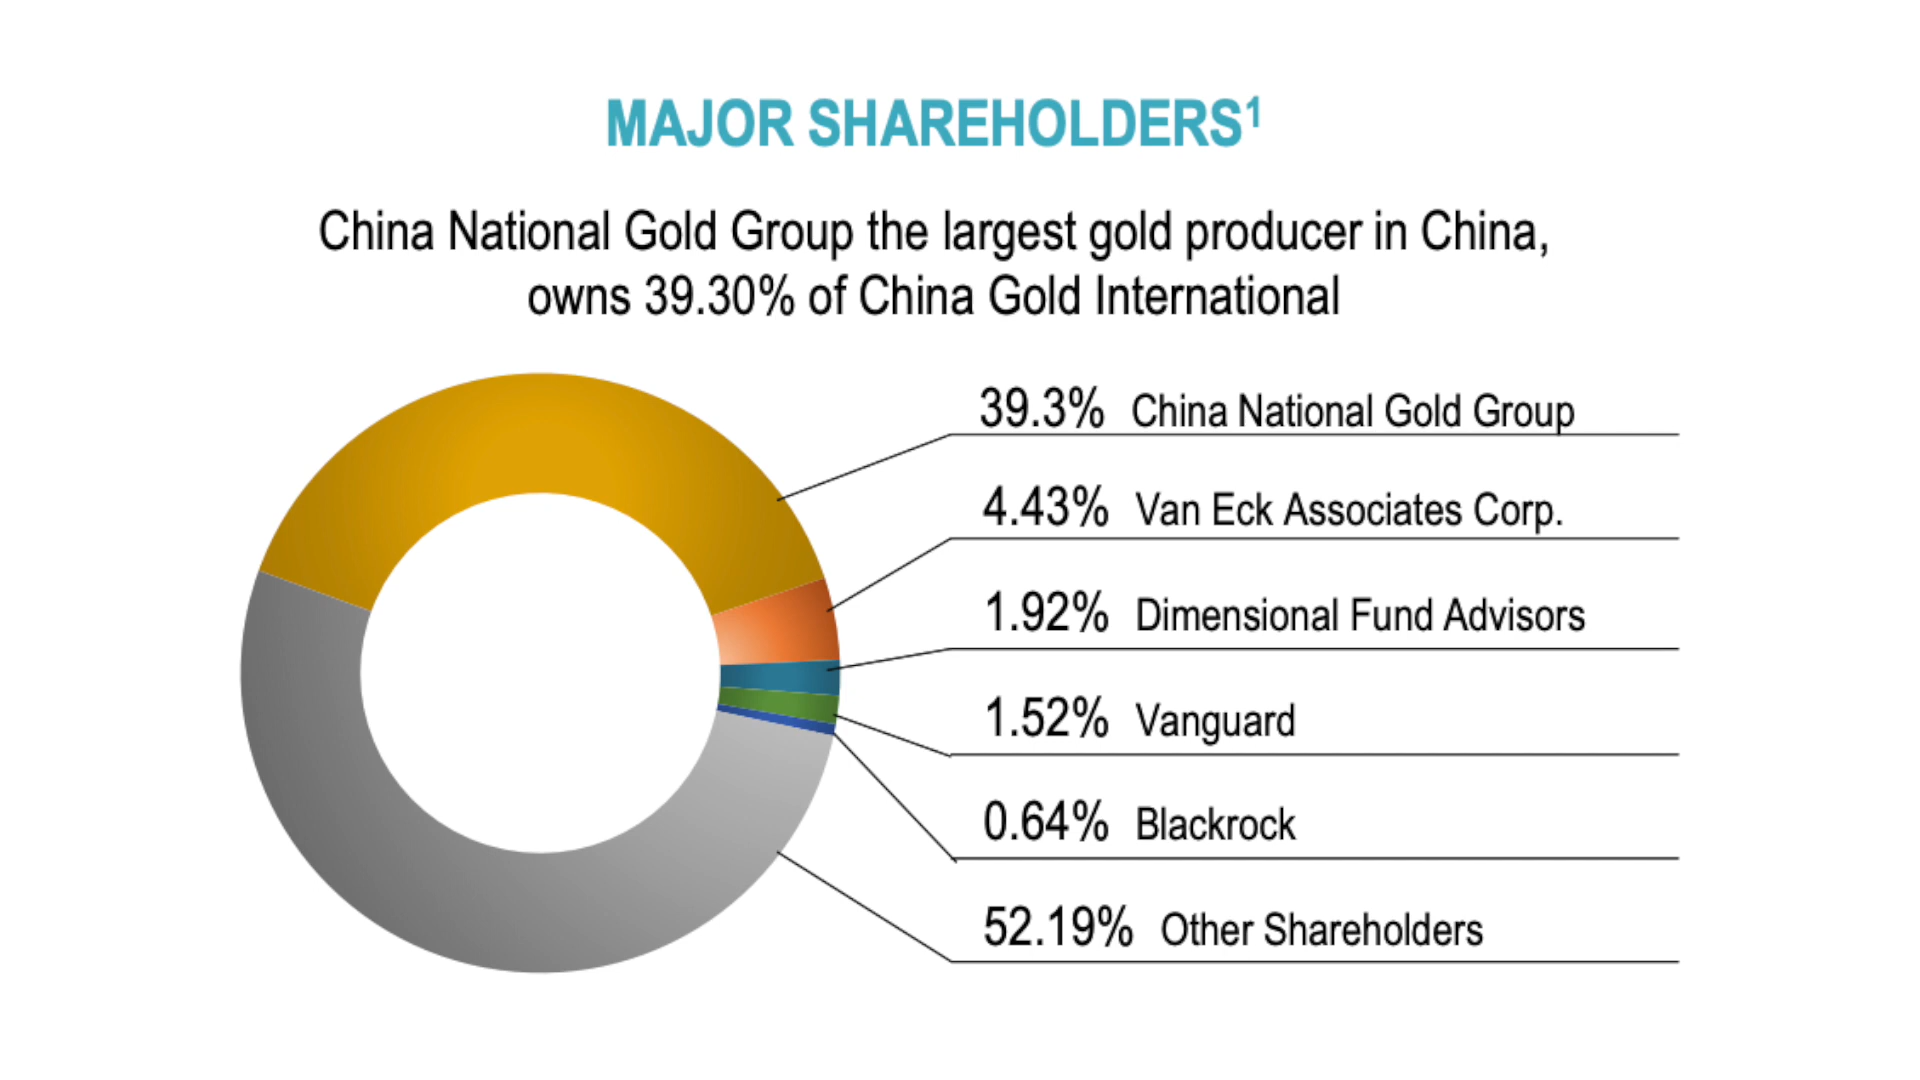 MAJOR SHAREHOLDERS¹
China National Gold Group the largest gold producer in China,
owns 39.30% of China Gold International
39.3% China National Gold Group
4.43% Van Eck Associates Corp.
1.92% Dimensional Fund Advisors
1.52% Vanguard
0.64% Blackrock
52.19% Other Shareholders